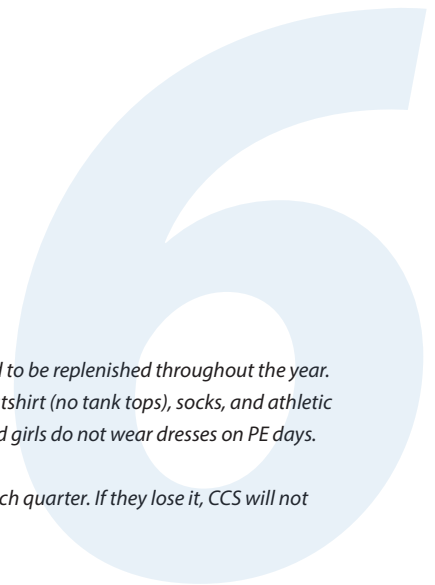 6
to be replenished throughout the year.
tshirt (no tank tops), socks, and athletic
girls do not wear dresses on PE days.
quarter. If they lose it, CCS will not